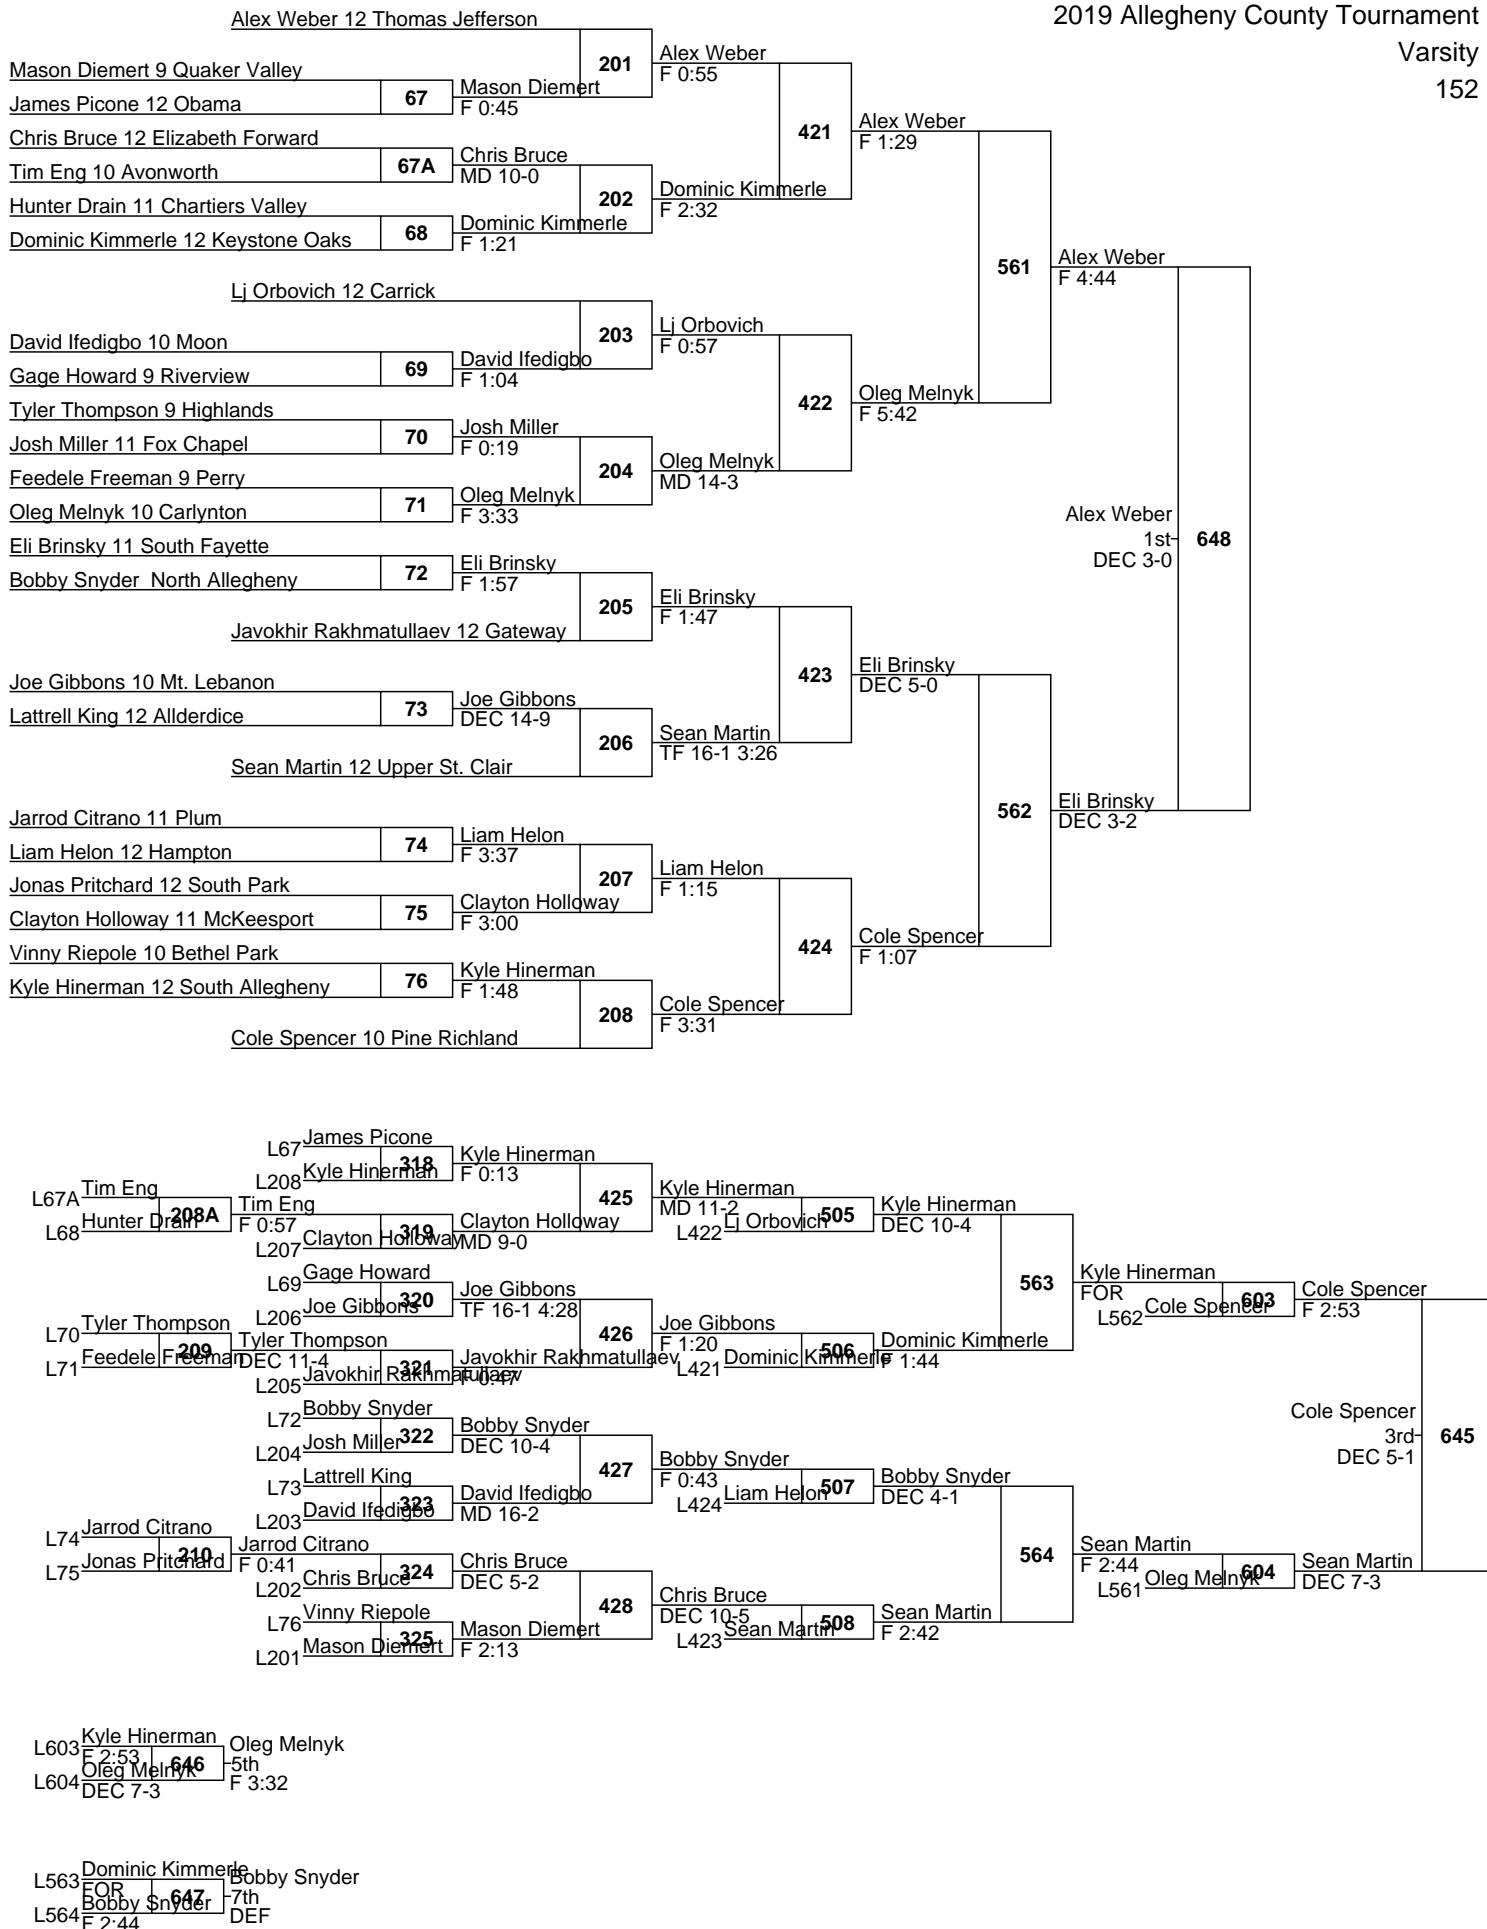 2019 Allegheny County Tournament
Varsity
152
Alex Weber 12 Thomas Jefferson
201
Alex Weber
F 0:55
Mason Diemert 9 Quaker Valley
67
Mason Diemert
F 0:45
James Picone 12 Obama
421
Alex Weber
F 1:29
Chris Bruce 12 Elizabeth Forward
67A
Chris Bruce
MD 10-0
Tim Eng 10 Avonworth
202
Dominic Kimmerle
F 2:32
Hunter Drain 11 Chartiers Valley
68
Dominic Kimmerle
F 1:21
Dominic Kimmerle 12 Keystone Oaks
561
Alex Weber
F 4:44
Lj Orbovich 12 Carrick
203
Lj Orbovich
F 0:57
David Ifedigbo 10 Moon
69
David Ifedigbo
F 1:04
Gage Howard 9 Riverview
422
Oleg Melnyk
F 5:42
Tyler Thompson 9 Highlands
70
Josh Miller
F 0:19
Josh Miller 11 Fox Chapel
204
Oleg Melnyk
MD 14-3
Feedele Freeman 9 Perry
71
Oleg Melnyk
F 3:33
Oleg Melnyk 10 Carlynton
Alex Weber
1st
DEC 3-0
648
Eli Brinsky 11 South Fayette
72
Eli Brinsky
F 1:57
Bobby Snyder  North Allegheny
205
Eli Brinsky
F 1:47
Javokhir Rakhmatullaev 12 Gateway
423
Eli Brinsky
DEC 5-0
Joe Gibbons 10 Mt. Lebanon
73
Joe Gibbons
DEC 14-9
Lattrell King 12 Allderdice
206
Sean Martin
TF 16-1 3:26
Sean Martin 12 Upper St. Clair
562
Eli Brinsky
DEC 3-2
Jarrod Citrano 11 Plum
74
Liam Helon
F 3:37
Liam Helon 12 Hampton
207
Liam Helon
F 1:15
Jonas Pritchard 12 South Park
75
Clayton Holloway
F 3:00
Clayton Holloway 11 McKeesport
424
Cole Spencer
F 1:07
Vinny Riepole 10 Bethel Park
76
Kyle Hinerman
F 1:48
Kyle Hinerman 12 South Allegheny
208
Cole Spencer
F 3:31
Cole Spencer 10 Pine Richland
L67 James Picone
318
Kyle Hinerman
F 0:13
L208 Kyle Hinerman
425
Kyle Hinerman
MD 11-2
L67A Tim Eng
208A
Tim Eng
F 0:57
L68 Hunter Drain
319
Clayton Holloway
MD 9-0
L207 Clayton Holloway
L422 Lj Orbovich
505
Kyle Hinerman
DEC 10-4
L69 Gage Howard
320
Joe Gibbons
TF 16-1 4:28
L206 Joe Gibbons
563
Kyle Hinerman
FOR
L562 Cole Spencer
603
Cole Spencer
F 2:53
L70 Tyler Thompson
209
Tyler Thompson
DEC 11-4
L71 Feedele Freeman
426
Joe Gibbons
F 1:20
321
Javokhir Rakhmatullaev
F 0:47
L205 Javokhir Rakhmatullaev
L421 Dominic Kimmerle
506
Dominic Kimmerle
F 1:44
L72 Bobby Snyder
322
Bobby Snyder
DEC 10-4
L204 Josh Miller
Cole Spencer
3rd
DEC 5-1
645
427
Bobby Snyder
F 0:43
L73 Lattrell King
323
David Ifedigbo
MD 16-2
L203 David Ifedigbo
L424 Liam Helon
507
Bobby Snyder
DEC 4-1
L74 Jarrod Citrano
210
Jarrod Citrano
F 0:41
L75 Jonas Pritchard
324
Chris Bruce
DEC 5-2
L202 Chris Bruce
564
Sean Martin
F 2:44
L561 Oleg Melnyk
604
Sean Martin
DEC 7-3
428
Chris Bruce
DEC 10-5
L76 Vinny Riepole
325
Mason Diemert
F 2:13
L201 Mason Diemert
L423 Sean Martin
508
Sean Martin
F 2:42
L603 Kyle Hinerman
F 2:53
646
Oleg Melnyk
5th
F 3:32
L604 Oleg Melnyk
DEC 7-3
L563 Dominic Kimmerle
FOR
647
Bobby Snyder
7th
DEF
L564 Bobby Snyder
F 2:44